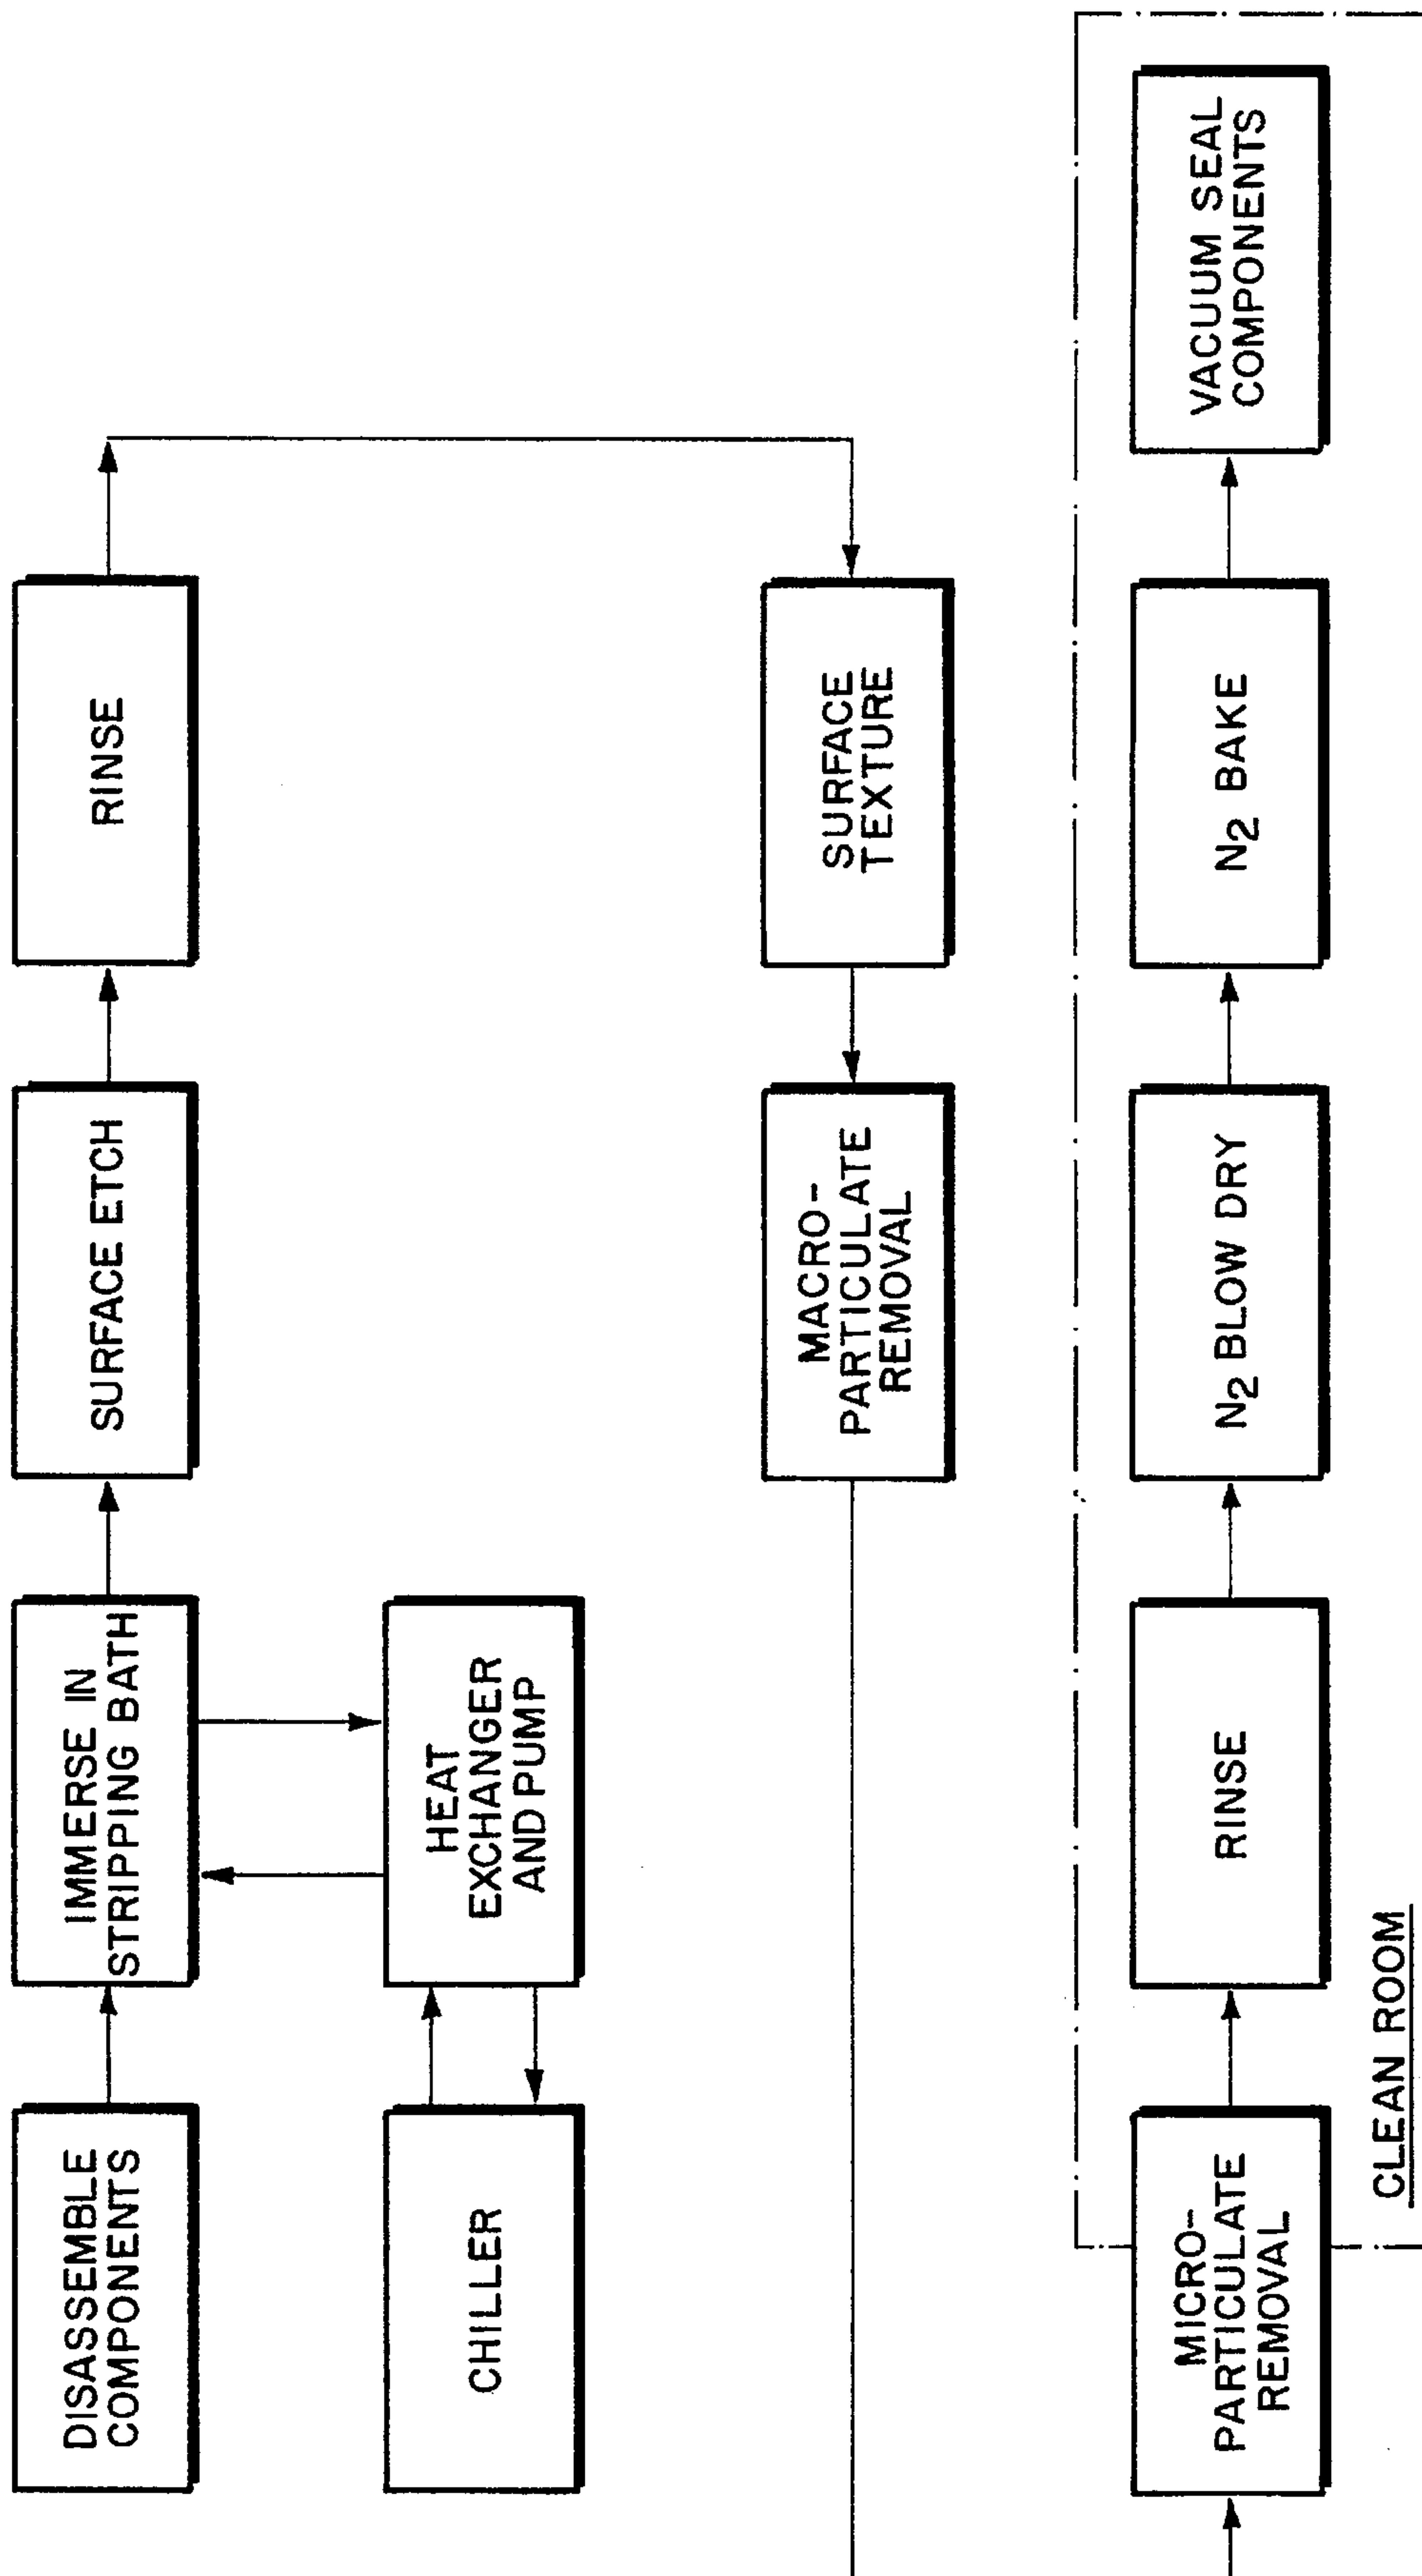 DISASSEMBLE
COMPONENTS
IMMERSE IN
STRIPPING BATH
SURFACE ETCH
RINSE
CHILLER
HEAT
EXCHANGER
AND PUMP
SURFACE
TEXTURE
MACRO-
PARTICULATE
REMOVAL
MICRO-
PARTICULATE
REMOVAL
RINSE
N2 BLOW DRY
N2 BAKE
VACUUM SEAL
COMPONENTS
CLEAN ROOM